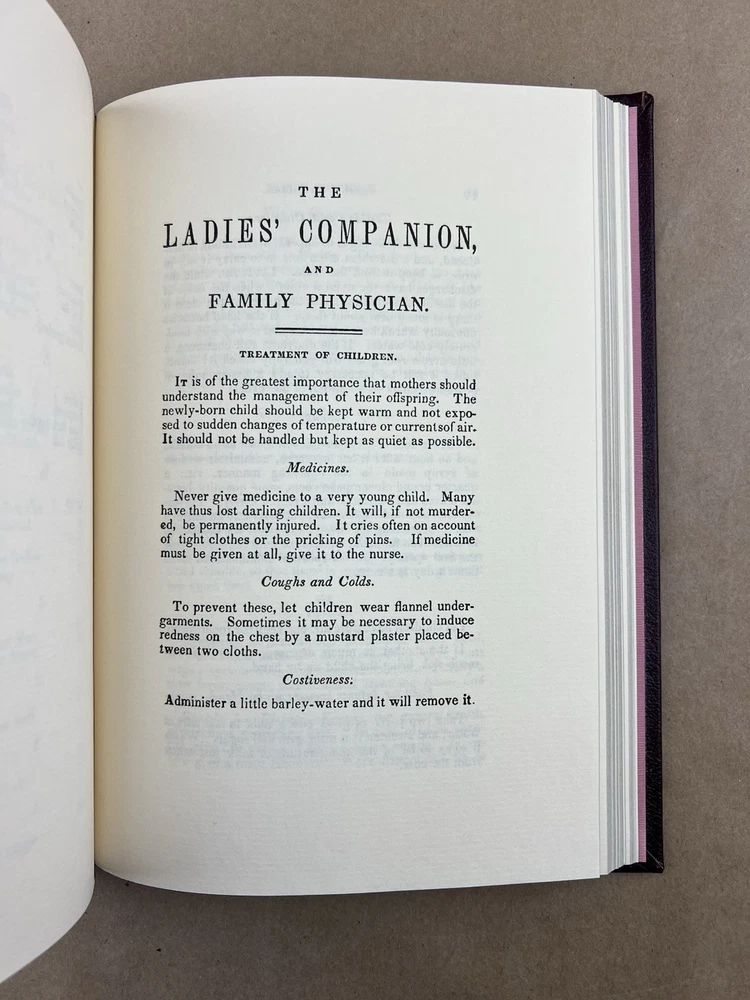 THE
LADIES' COMPANION,
AND
FAMILY PHYSICIAN.
TREATMENT OF CHILDREN.
IT is of the greatest importance that mothers should
understand the management of their offspring. The
newly-born child should be kept warm and not expo-
sed to sudden changes of temperature or currents of air.
It should not be handled but kept as quiet as possible.
Medicines.
Never give medicine to a very young child. Many
have thus lost darling children. It will, if not murder-
ed, be permanently injured. It cries often on account
of tight clothes or the pricking of pins. If medicine
must be given at all, give it to the nurse.
Coughs and Colds.
To prevent these, let children wear flannel under-
garments. Sometimes it may be necessary to induce
redness on the chest by a mustard plaster placed be-
tween two cloths.
Costiveness:
Administer a little barley-water and it will remove it.